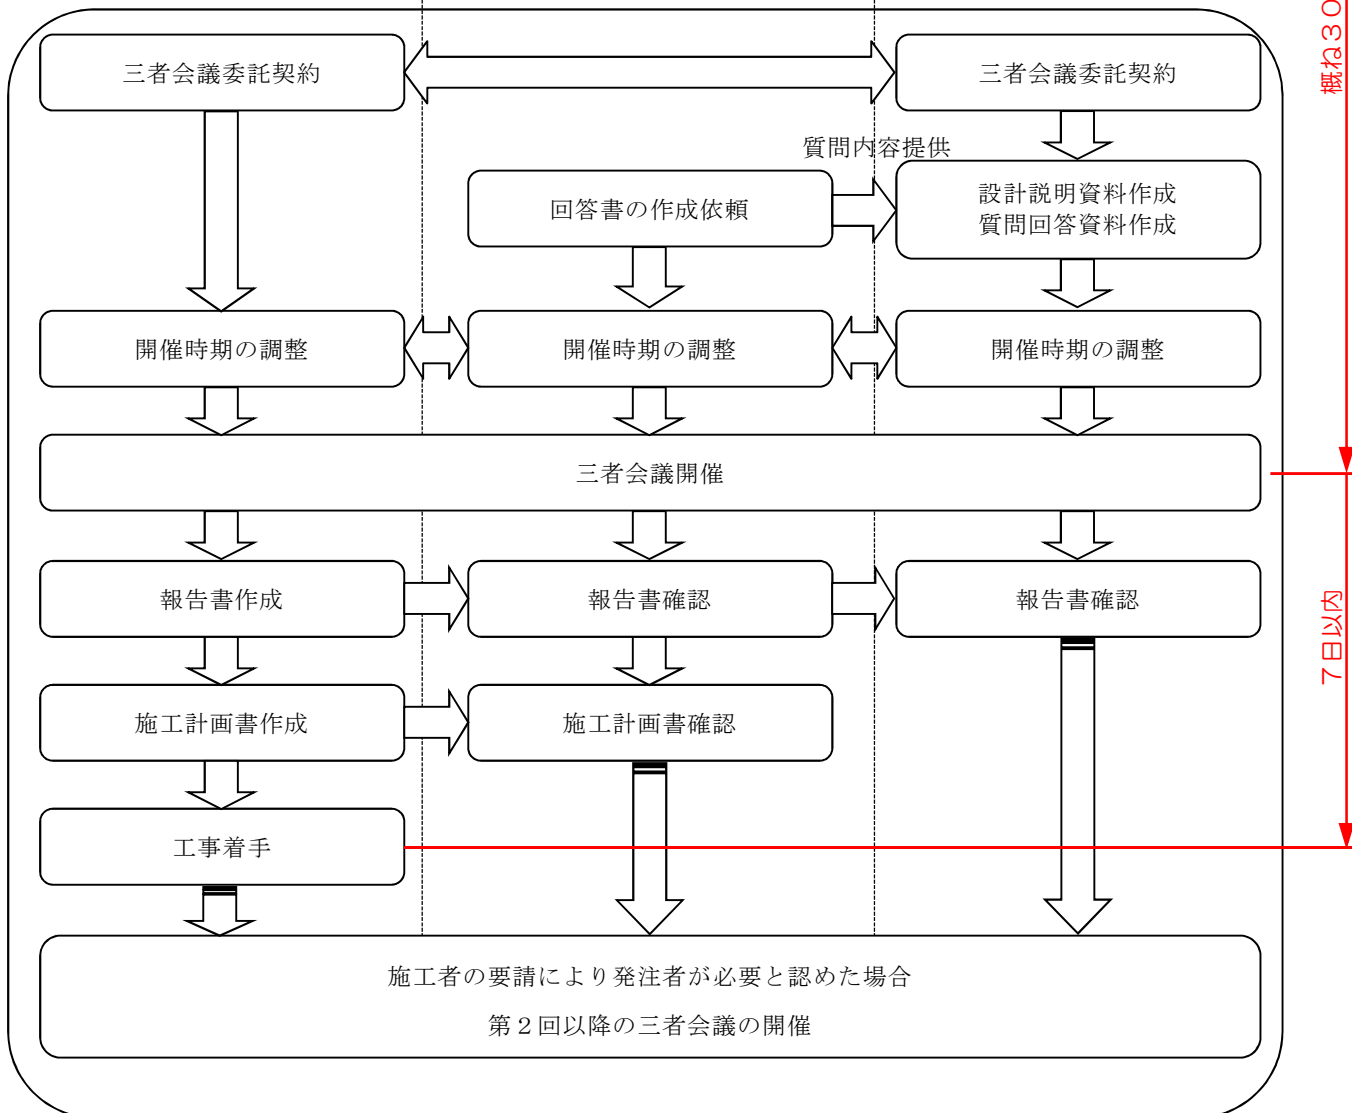 概ね３０
三者会議委託契約
三者会議委託契約
質問内容提供
回答書の作成依頼
設計説明資料作成
質問回答資料作成
開催時期の調整
開催時期の調整
開催時期の調整
三者会議開催
報告書作成
報告書確認
報告書確認
７日以内
施工計画書作成
施工計画書確認
工事着手
施工者の要請により発注者が必要と認めた場合
第２回以降の三者会議の開催